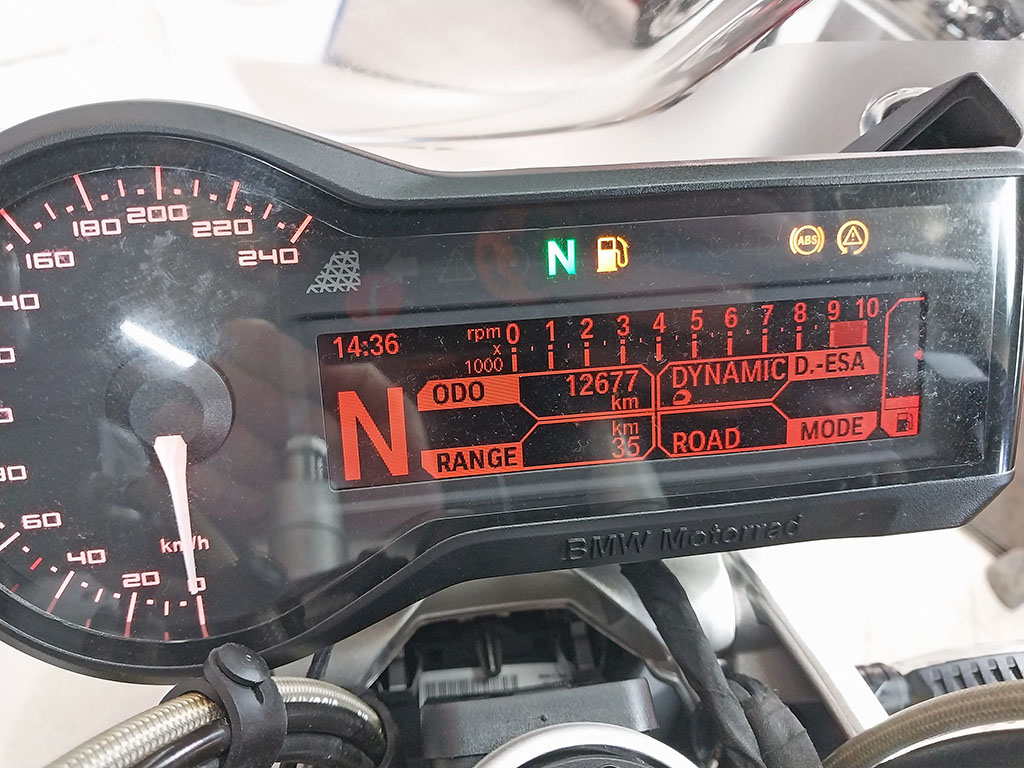 160
180
200
220
240
N
ABS
14:36
rpm
x
1000
0 1 2 3 4 5 6 7 8 9 10
N
ODO
12677
km
DYNAMIC
D.-ESA
RANGE
km
35
ROAD
MODE
60
40
20
0
km/h
BMW Motorrad